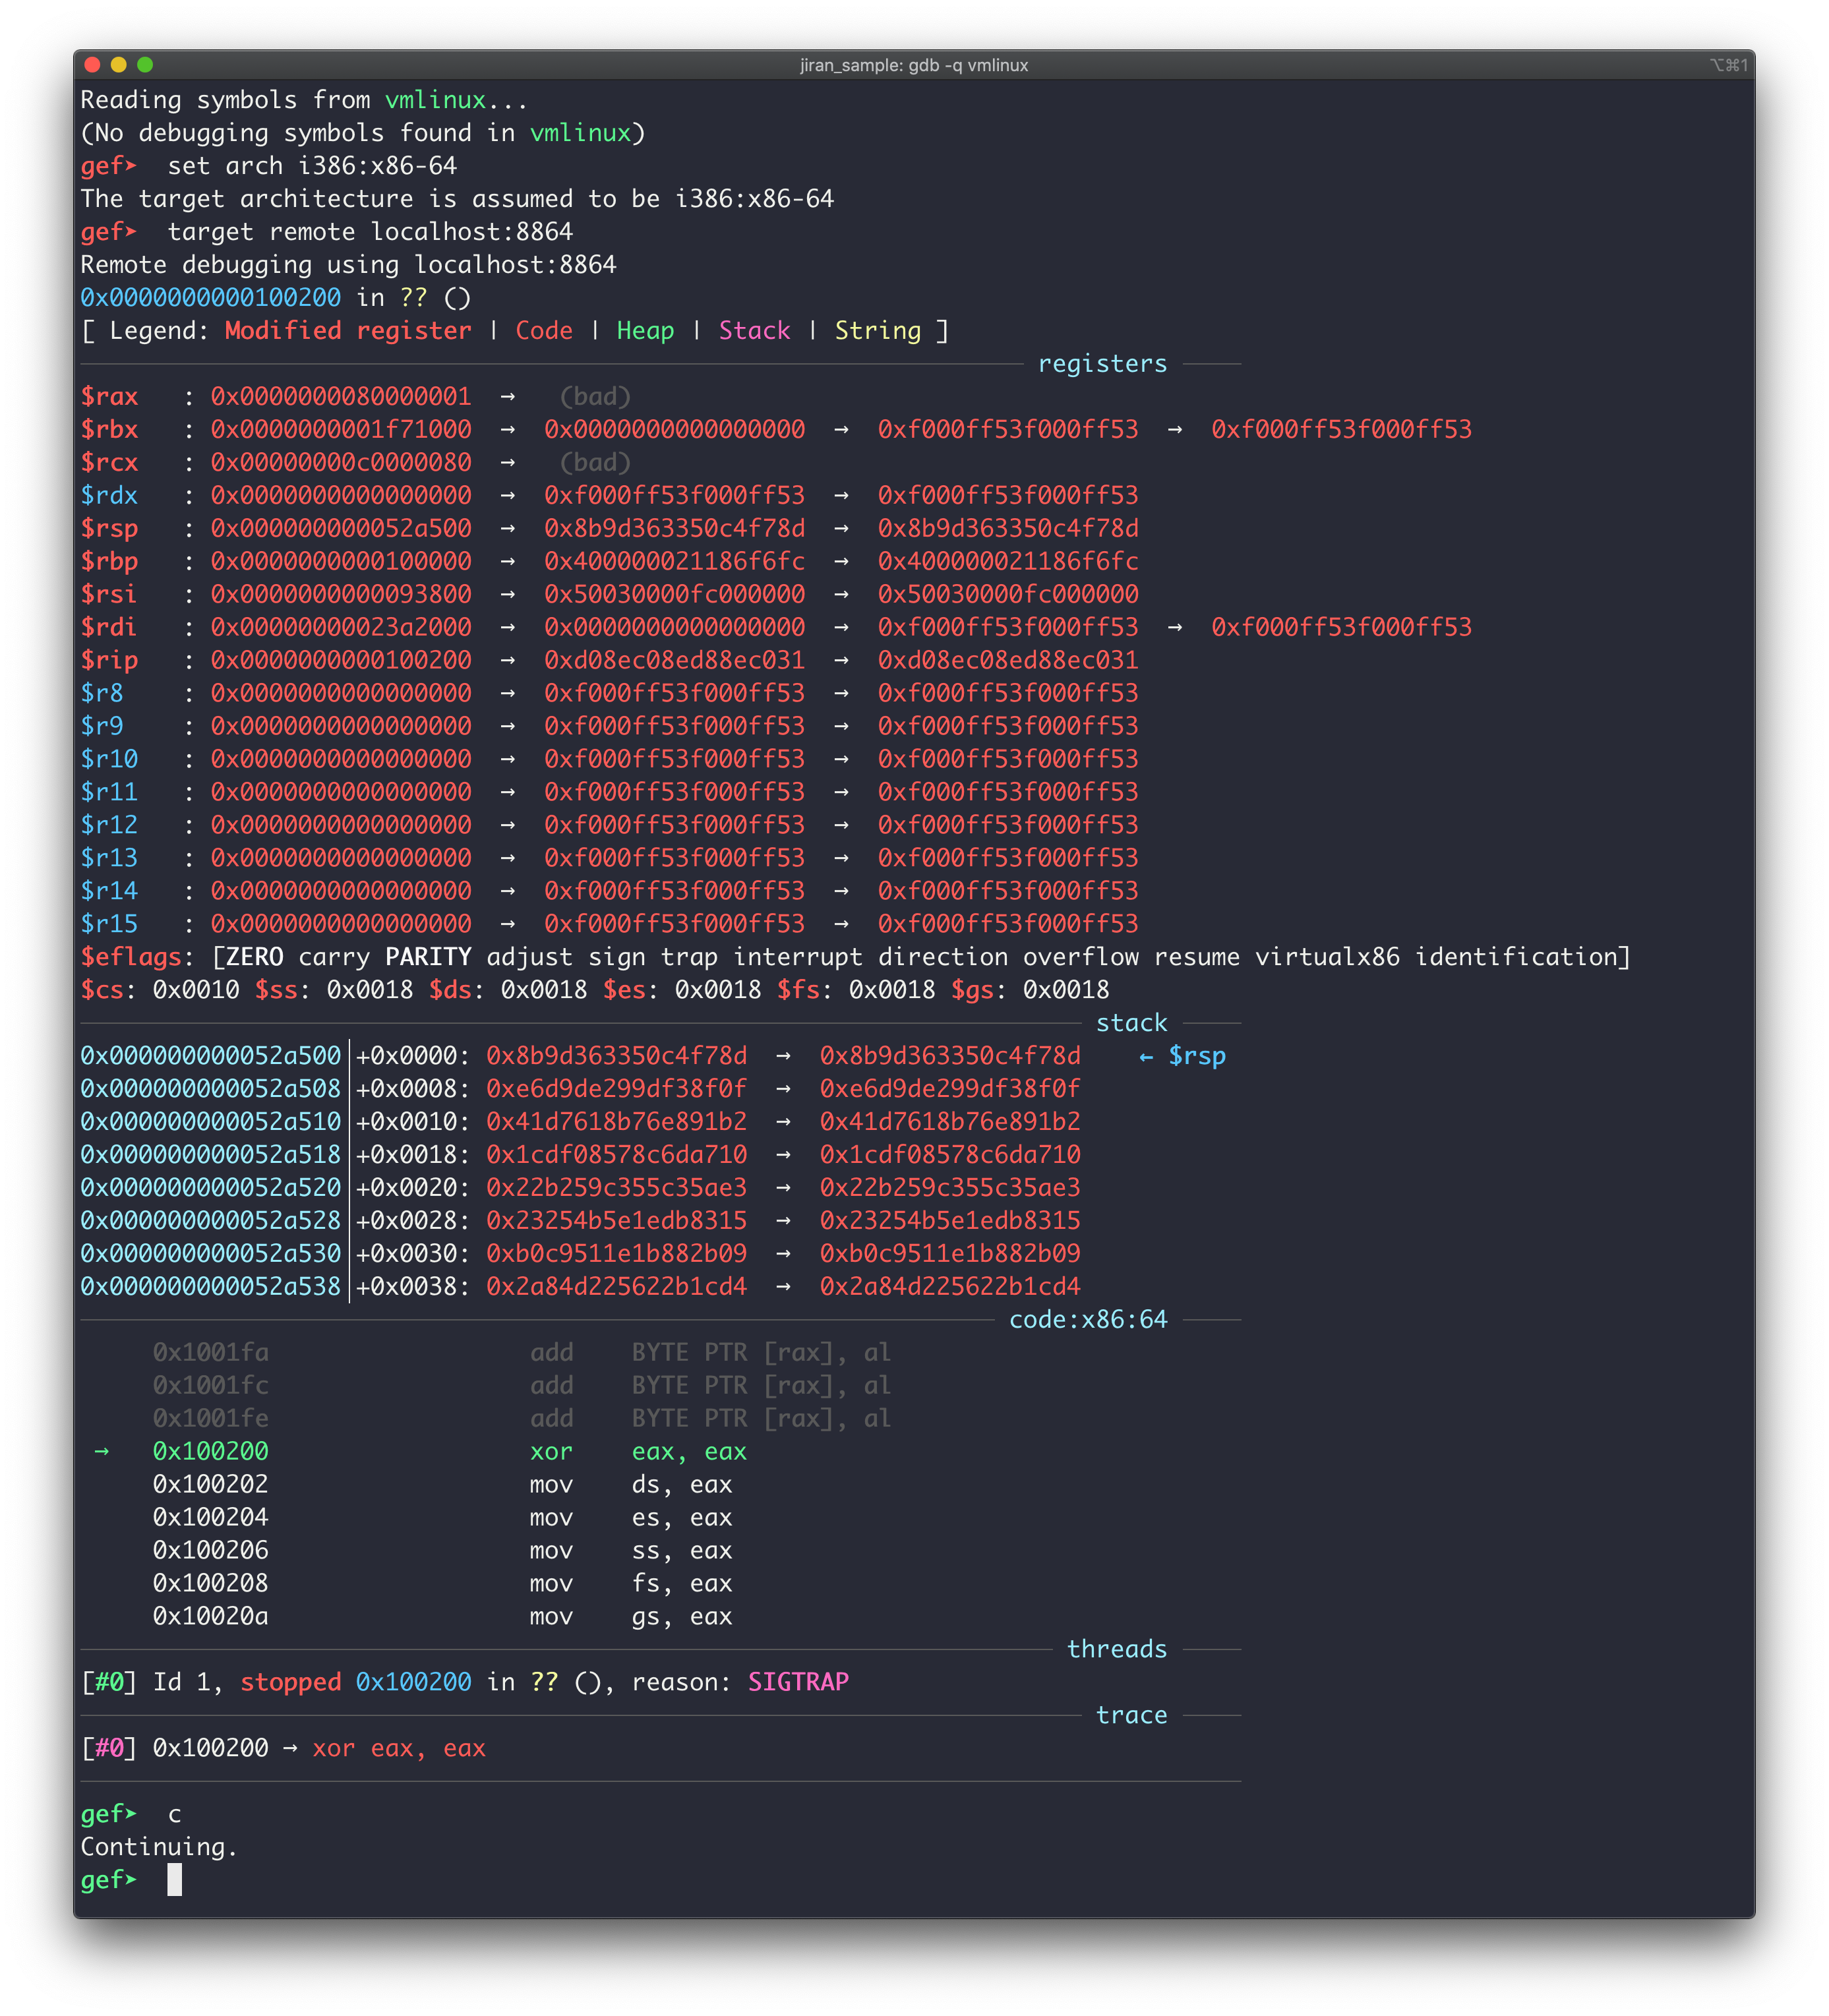 jiran_sample: gdb -q vmlinux ⌥⌘1
Reading symbols from vmlinux...
(No debugging symbols found in vmlinux)
gef➤  set arch i386:x86-64
The target architecture is assumed to be i386:x86-64
gef➤  target remote localhost:8864
Remote debugging using localhost:8864
0x0000000000100200 in ?? ()
[ Legend: Modified register | Code | Heap | Stack | String ]
registers
$rax   : 0x0000000080000001  →   (bad)
$rbx   : 0x0000000001f71000  →  0x0000000000000000  →  0xf000ff53f000ff53  →  0xf000ff53f000ff53
$rcx   : 0x00000000c0000080  →   (bad)
$rdx   : 0x0000000000000000  →  0xf000ff53f000ff53  →  0xf000ff53f000ff53
$rsp   : 0x000000000052a500  →  0x8b9d363350c4f78d  →  0x8b9d363350c4f78d
$rbp   : 0x0000000000100000  →  0x400000021186f6fc  →  0x400000021186f6fc
$rsi   : 0x0000000000093800  →  0x50030000fc000000  →  0x50030000fc000000
$rdi   : 0x00000000023a2000  →  0x0000000000000000  →  0xf000ff53f000ff53  →  0xf000ff53f000ff53
$rip   : 0x0000000000100200  →  0xd08ec08ed88ec031  →  0xd08ec08ed88ec031
$r8    : 0x0000000000000000  →  0xf000ff53f000ff53  →  0xf000ff53f000ff53
$r9    : 0x0000000000000000  →  0xf000ff53f000ff53  →  0xf000ff53f000ff53
$r10   : 0x0000000000000000  →  0xf000ff53f000ff53  →  0xf000ff53f000ff53
$r11   : 0x0000000000000000  →  0xf000ff53f000ff53  →  0xf000ff53f000ff53
$r12   : 0x0000000000000000  →  0xf000ff53f000ff53  →  0xf000ff53f000ff53
$r13   : 0x0000000000000000  →  0xf000ff53f000ff53  →  0xf000ff53f000ff53
$r14   : 0x0000000000000000  →  0xf000ff53f000ff53  →  0xf000ff53f000ff53
$r15   : 0x0000000000000000  →  0xf000ff53f000ff53  →  0xf000ff53f000ff53
$eflags: [ZERO carry PARITY adjust sign trap interrupt direction overflow resume virtualx86 identification]
$cs: 0x0010 $ss: 0x0018 $ds: 0x0018 $es: 0x0018 $fs: 0x0018 $gs: 0x0018
stack
0x000000000052a500│+0x0000: 0x8b9d363350c4f78d  →  0x8b9d363350c4f78d    ← $rsp
0x000000000052a508│+0x0008: 0xe6d9de299df38f0f  →  0xe6d9de299df38f0f
0x000000000052a510│+0x0010: 0x41d7618b76e891b2  →  0x41d7618b76e891b2
0x000000000052a518│+0x0018: 0x1cdf08578c6da710  →  0x1cdf08578c6da710
0x000000000052a520│+0x0020: 0x22b259c355c35ae3  →  0x22b259c355c35ae3
0x000000000052a528│+0x0028: 0x23254b5e1edb8315  →  0x23254b5e1edb8315
0x000000000052a530│+0x0030: 0xb0c9511e1b882b09  →  0xb0c9511e1b882b09
0x000000000052a538│+0x0038: 0x2a84d225622b1cd4  →  0x2a84d225622b1cd4
code:x86:64
0x1001fa                  add    BYTE PTR [rax], al
0x1001fc                  add    BYTE PTR [rax], al
0x1001fe                  add    BYTE PTR [rax], al
→   0x100200                  xor    eax, eax
0x100202                  mov    ds, eax
0x100204                  mov    es, eax
0x100206                  mov    ss, eax
0x100208                  mov    fs, eax
0x10020a                  mov    gs, eax
threads
[#0] Id 1, stopped 0x100200 in ?? (), reason: SIGTRAP
trace
[#0] 0x100200 → xor eax, eax
gef➤  c
Continuing.
gef➤